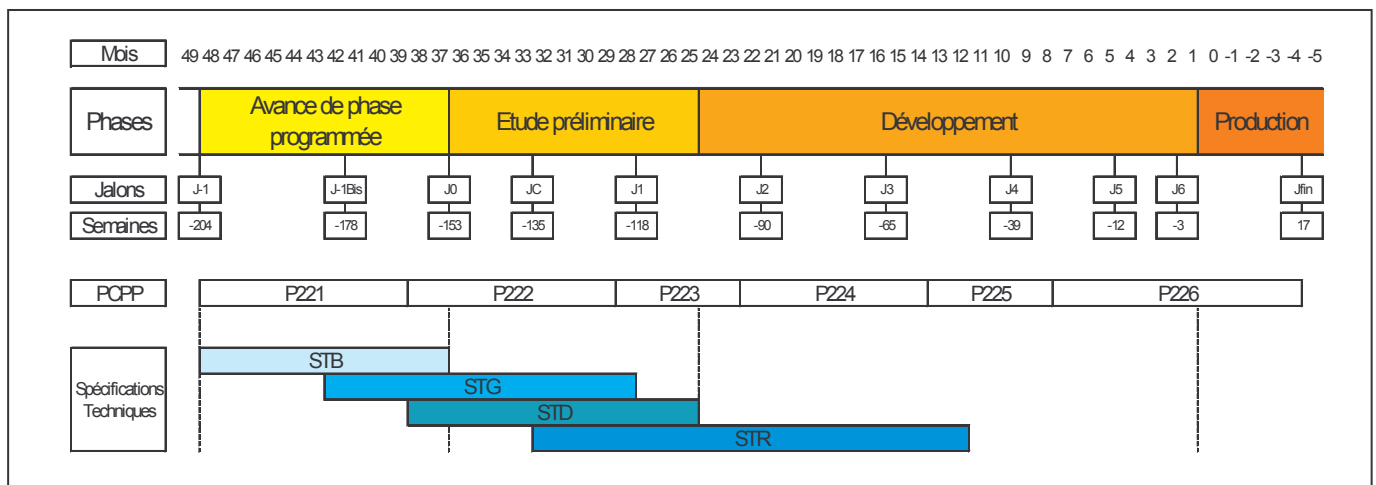 Mois 49 48 47 46 45 44 43 42 41 40 39 38 37 36 35 34 33 32 31 30 29 28 27 26 25 24 23 22 21 20 19 18 17 16 15 14 13 12 11 10 9 8 7 6 5 4 3 2 1 0 -1 -2 -3 -4 -5
Phases Avance de phase
programmée Etude préliminaire Développement Production
Jalons J-1 J-1Bis J0 JC J1 J2 J3 J4 J5 J6 Jfin
Semaines -204 -178 -153 -135 -118 -90 -65 -39 -12 -3 17
PCPP P221 P222 P223 P224 P225 P226
STB
STG
Spécifications
Techniques
STD
STR